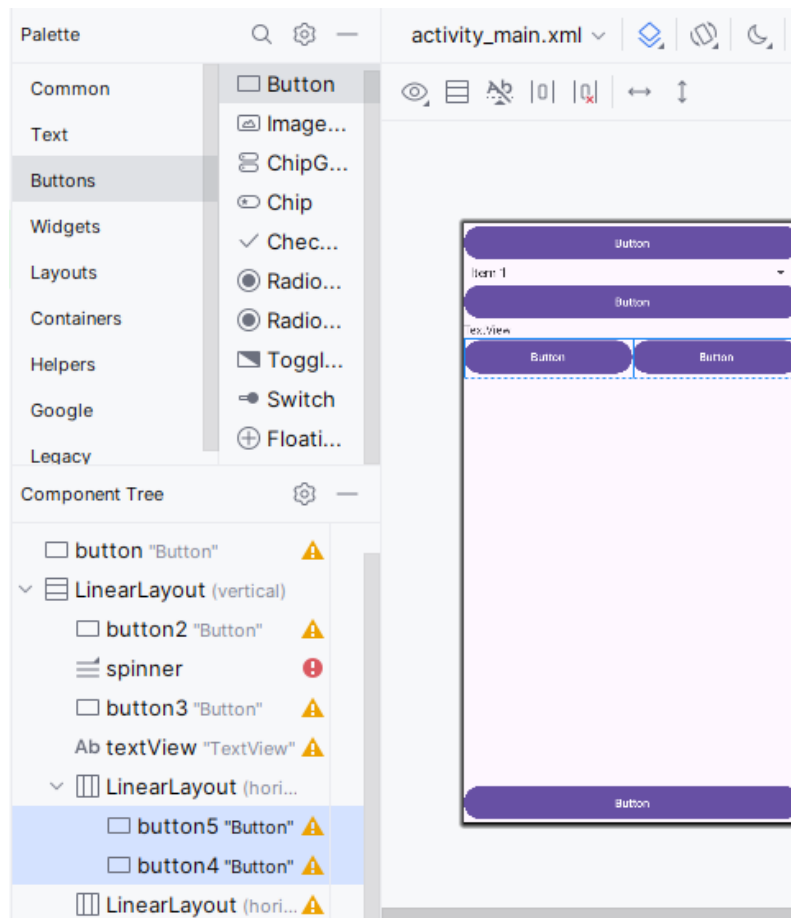 Palette
activity_main.xml
Common
Text
Buttons
Widgets
Layouts
Containers
Helpers
Google
Legacy
Button
Image...
ChipG...
Chip
Chec...
Radio...
Radio...
Toggl...
Switch
Floati...
Component Tree
button "Button"
LinearLayout (vertical)
button2 "Button"
spinner
button3 "Button"
Ab textView "TextView"
LinearLayout (hori...
button5 "Button"
button4 "Button"
LinearLayout (hori...
Ab
Button
Item 1
Button
TextView
Button Button
Button